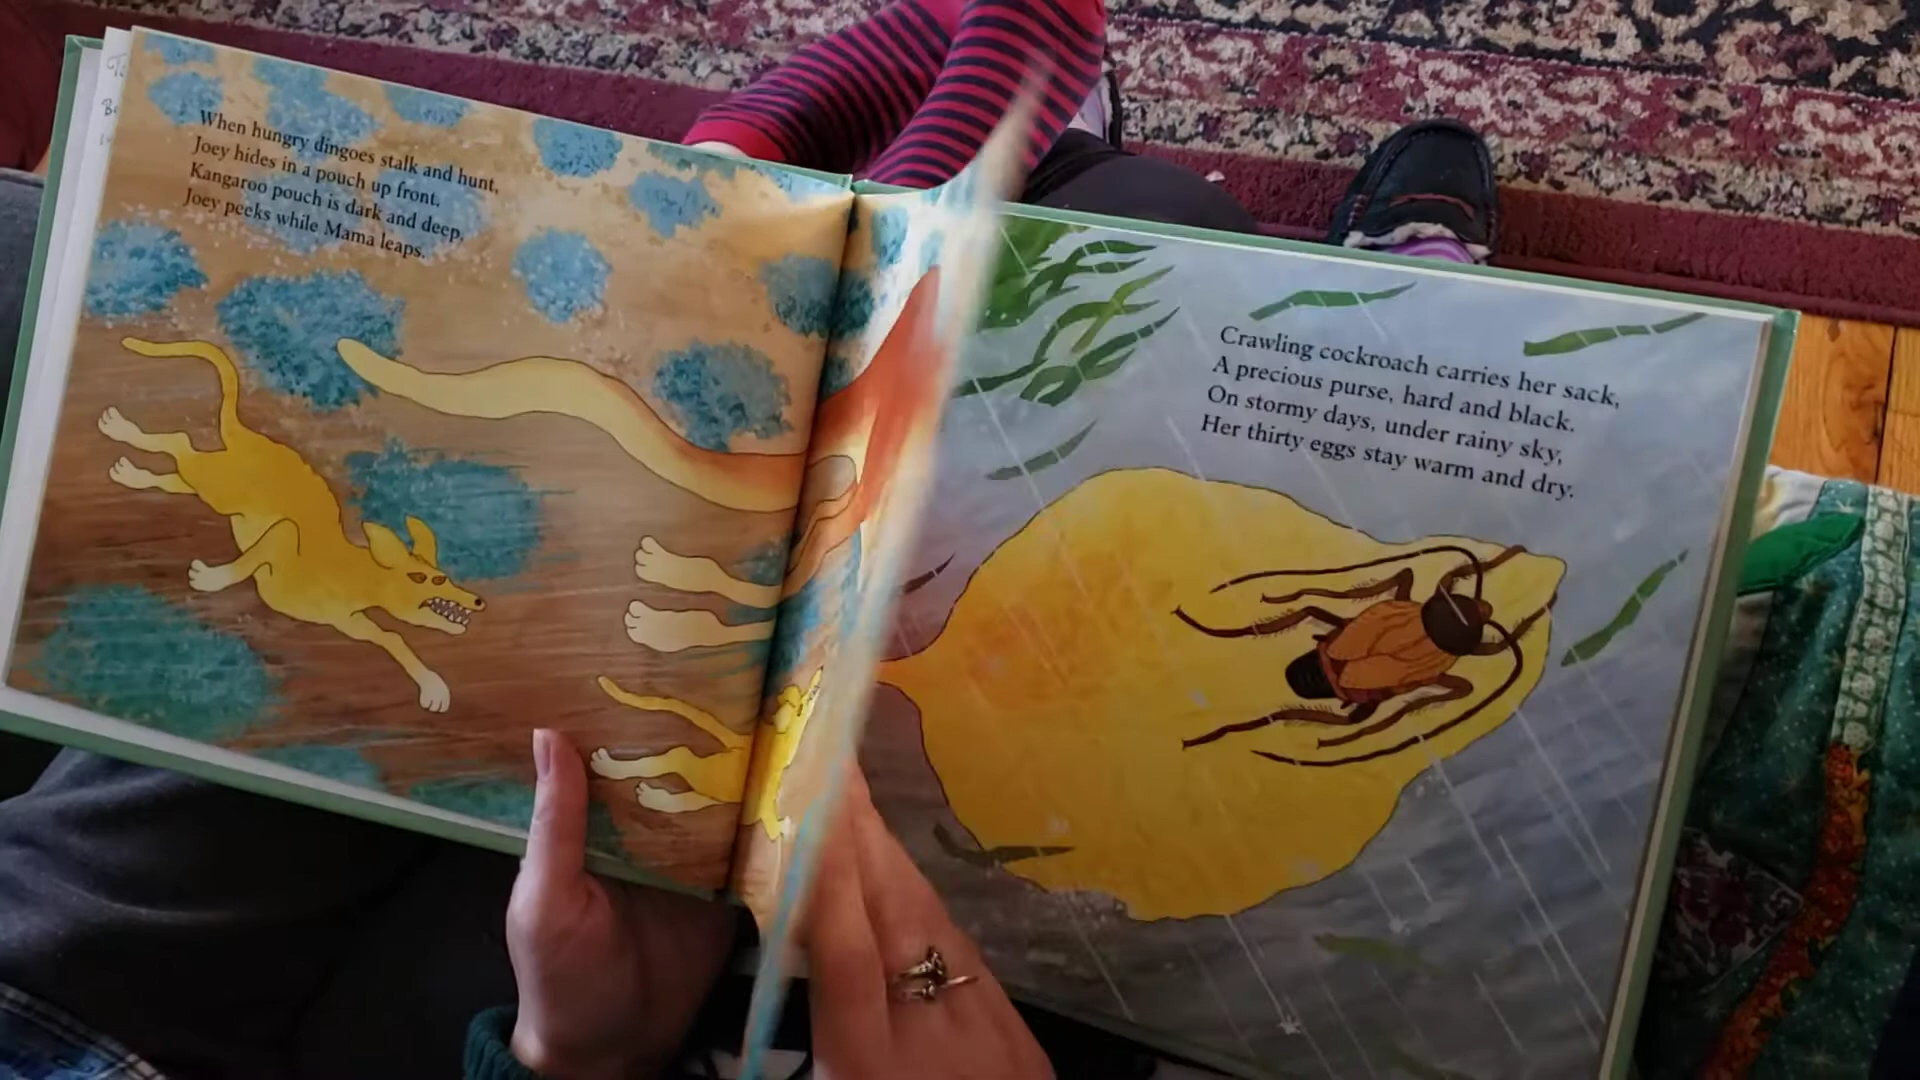 When hungry dingoes stalk and hunt,
Joey hides in a pouch up front.
Kangaroo pouch is dark and deep,
Joey peeks while Mama leaps.
Crawling cockroach carries her sack,
A precious purse, hard and black.
On stormy days, under rainy sky,
Her thirty eggs stay warm and dry.